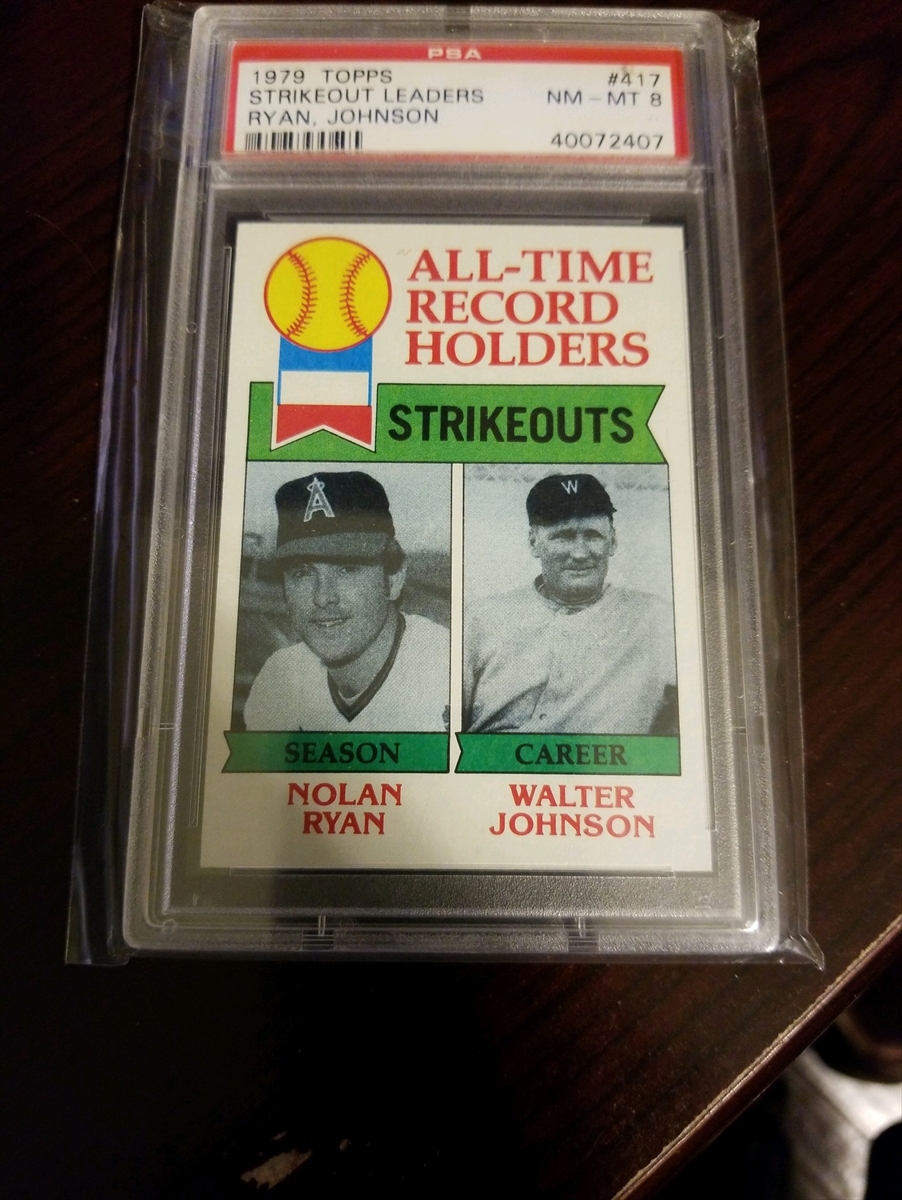 PSA
1979 TOPPS #417
STRIKEOUT LEADERS NM - MT 8
RYAN, JOHNSON
40072407
ALL-TIME
RECORD
HOLDERS
STRIKEOUTS
A
W
SEASON CAREER
NOLAN WALTER
RYAN JOHNSON